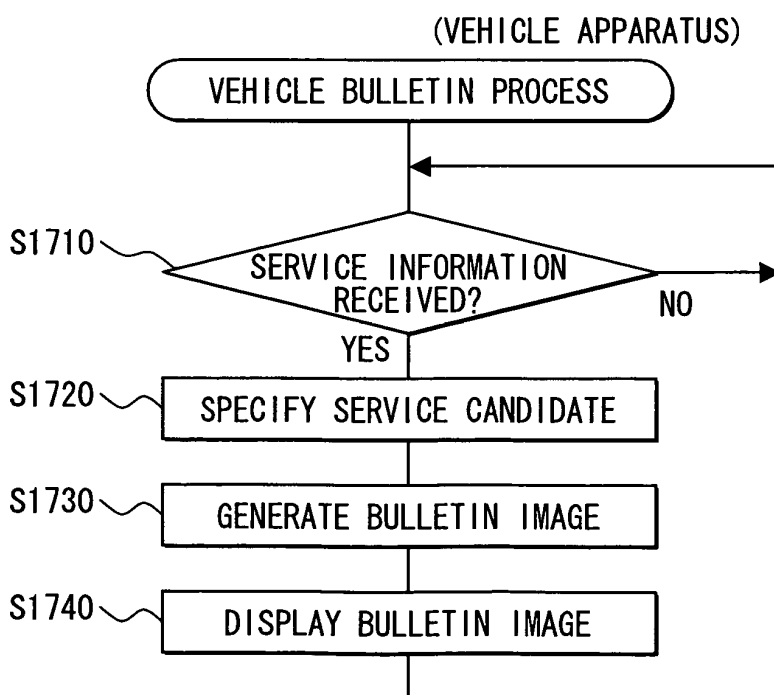 (VEHICLE APPARATUS)
VEHICLE BULLETIN PROCESS
S1710
SERVICE INFORMATION
RECEIVED?
NO
YES
S1720
SPECIFY SERVICE CANDIDATE
S1730
GENERATE BULLETIN IMAGE
S1740
DISPLAY BULLETIN IMAGE